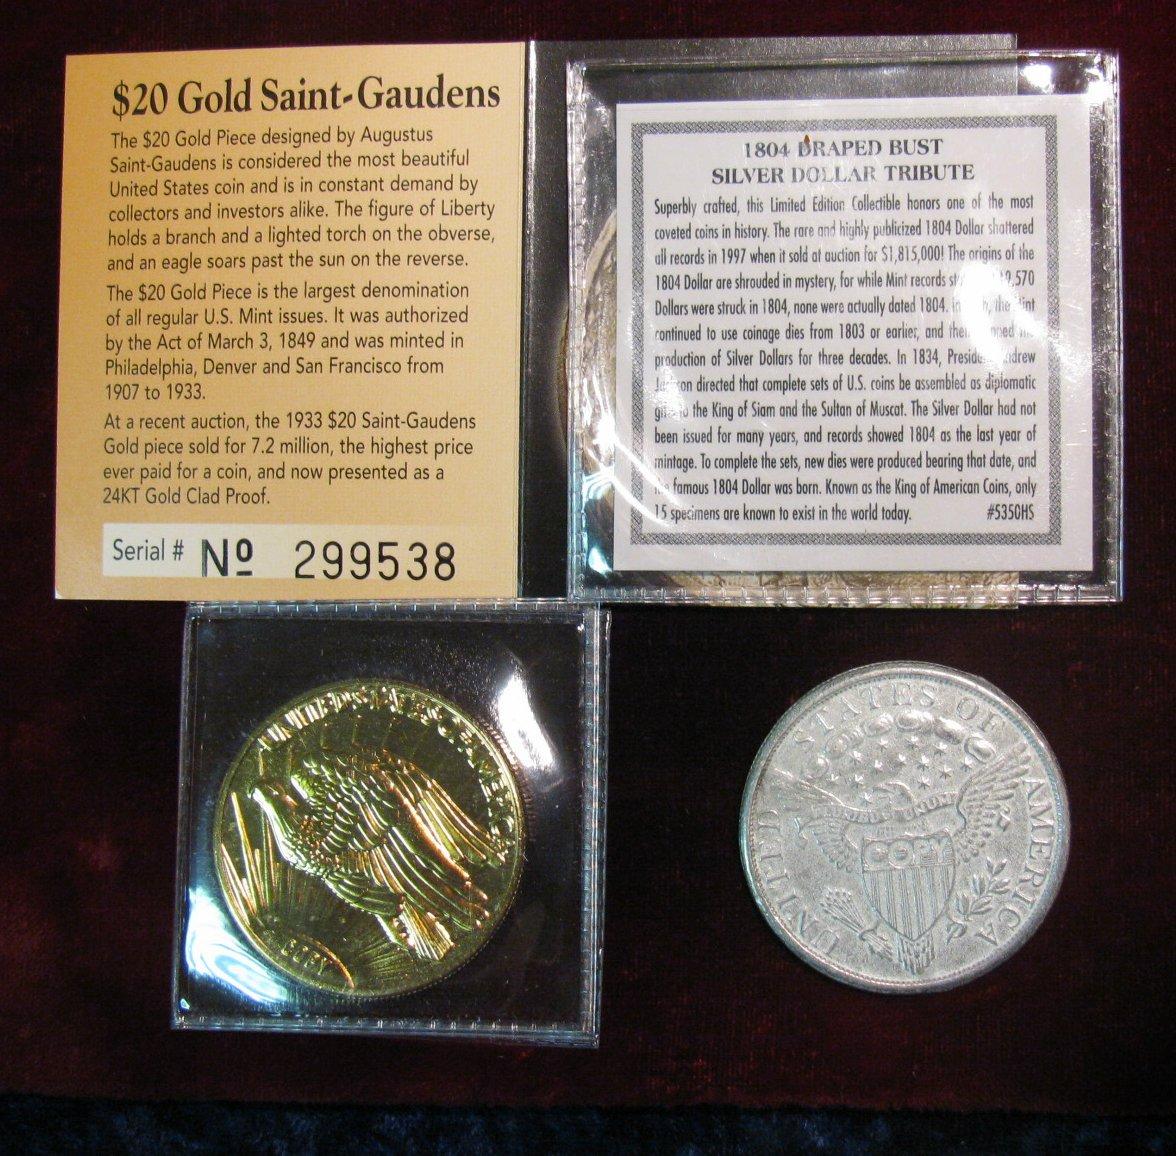 $20 Gold Saint-Gaudens
The $20 Gold Piece designed by Augustus
Saint-Gaudens is considered the most beautiful
United States coin and is in constant demand by
collectors and investors alike. The figure of Liberty
holds a branch and a lighted torch on the obverse,
and an eagle soars past the sun on the reverse.
The $20 Gold Piece is the largest denomination
of all regular U.S. Mint issues. It was authorized
by the Act of March 3, 1849 and was minted in
Philadelphia, Denver and San Francisco from
1907 to 1933.
At a recent auction, the 1933 $20 Saint-Gaudens
Gold piece sold for 7.2 million, the highest price
ever paid for a coin, and now presented as a
24KT Gold Clad Proof.
Serial # Nº 299538
1804 DRAPED BUST
SILVER DOLLAR TRIBUTE
Superbly crafted, this Limited Edition Collectible honors one of the most
coveted coins in history. The rare and highly publicized 1804 Dollar shattered
all records in 1997 when it sold at auction for $1,815,000! The origins of the
1804 Dollar are shrouded in mystery, for while Mint records
Dollars were struck in 1804, none were actually dated 1804.
continued to use coinage dies from 1803 or earlier, and
production of Silver Dollars for three decades. In 1834, President Andrew
Jackson directed that complete sets of U.S. coins be assembled as diplomatic
to the King of Siam and the Sultan of Muscat. The Silver Dollar had not
been issued for many years, and records showed 1804 as the last year of
mintage. To complete the sets, new dies were produced bearing that date, and
the famous 1804 Dollar was born. Known as the King of American Coins, only
15 specimens are known to exist in the world today. #5350HS
UNITED STATES OF AMERICA
COPY
UNITED STATES OF AMERICA
COPY